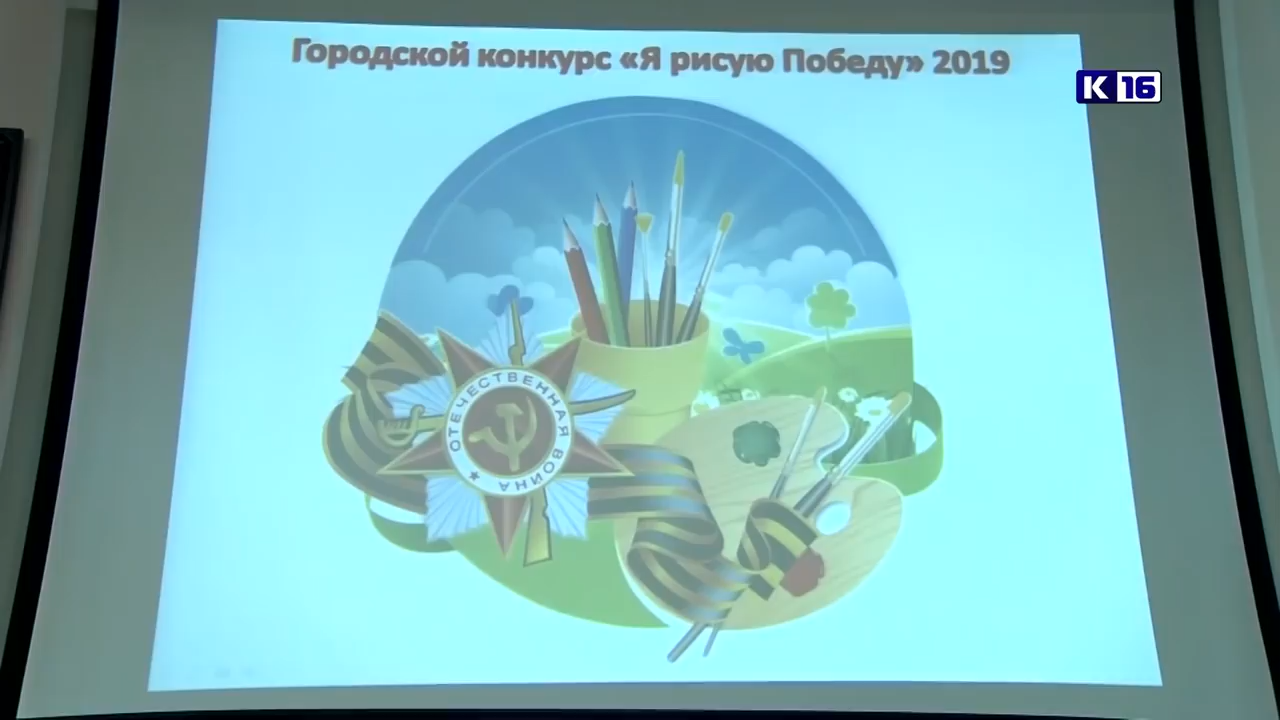 Городской конкурс «Я рисую Победу» 2019
К 16
ОТЕЧЕСТВЕННАЯ ВОЙНА